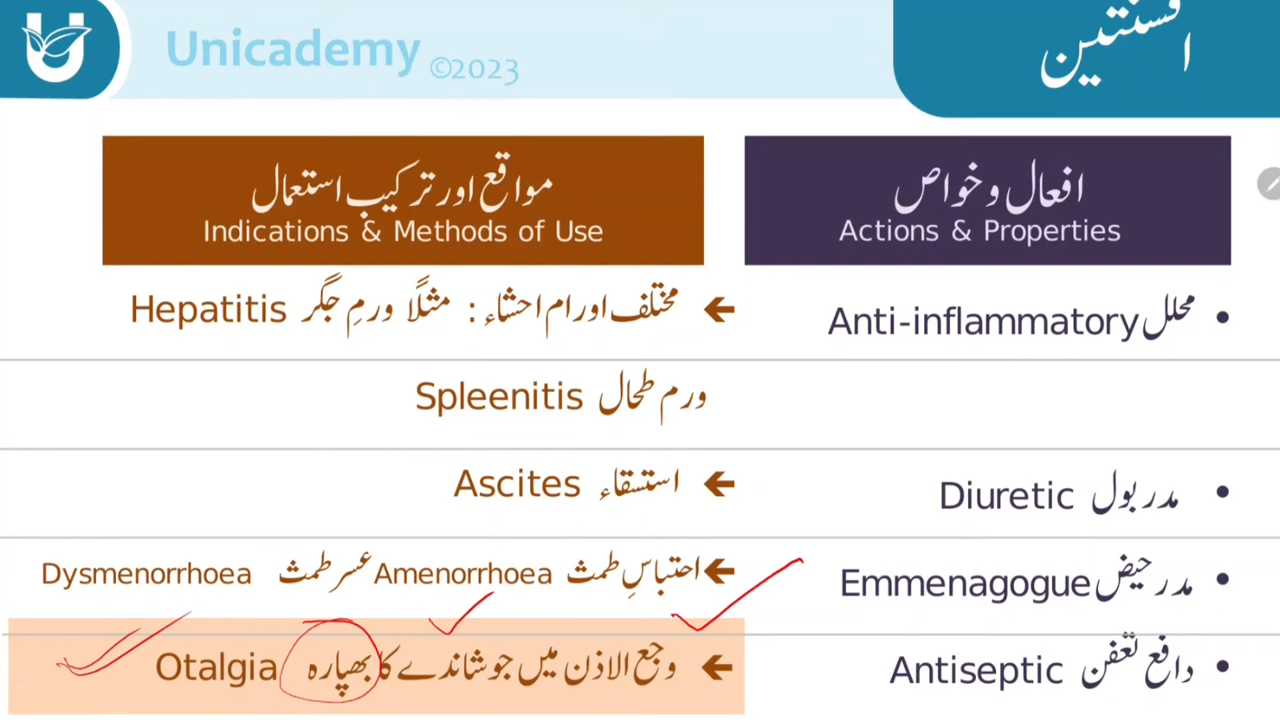 Unicademy ©2023
افسنتین
افعال و خواص
Actions & Properties
مواقع اور ترکیب استعمال
Indications & Methods of Use
• محلل Anti-inflammatory
← مختلف اورام احشاء : مثلاً ورمِ جگر Hepatitis
ورم طحال Spleenitis
• مدر بول Diuretic
← استسقاء Ascites
• مدر حیض Emmenagogue
← احتباسِ طمث Amenorrhoea عسر طمث Dysmenorrhoea
• دافع تعفن Antiseptic
← وجع الاذن میں جوشاندے کا بھپارہ Otalgia